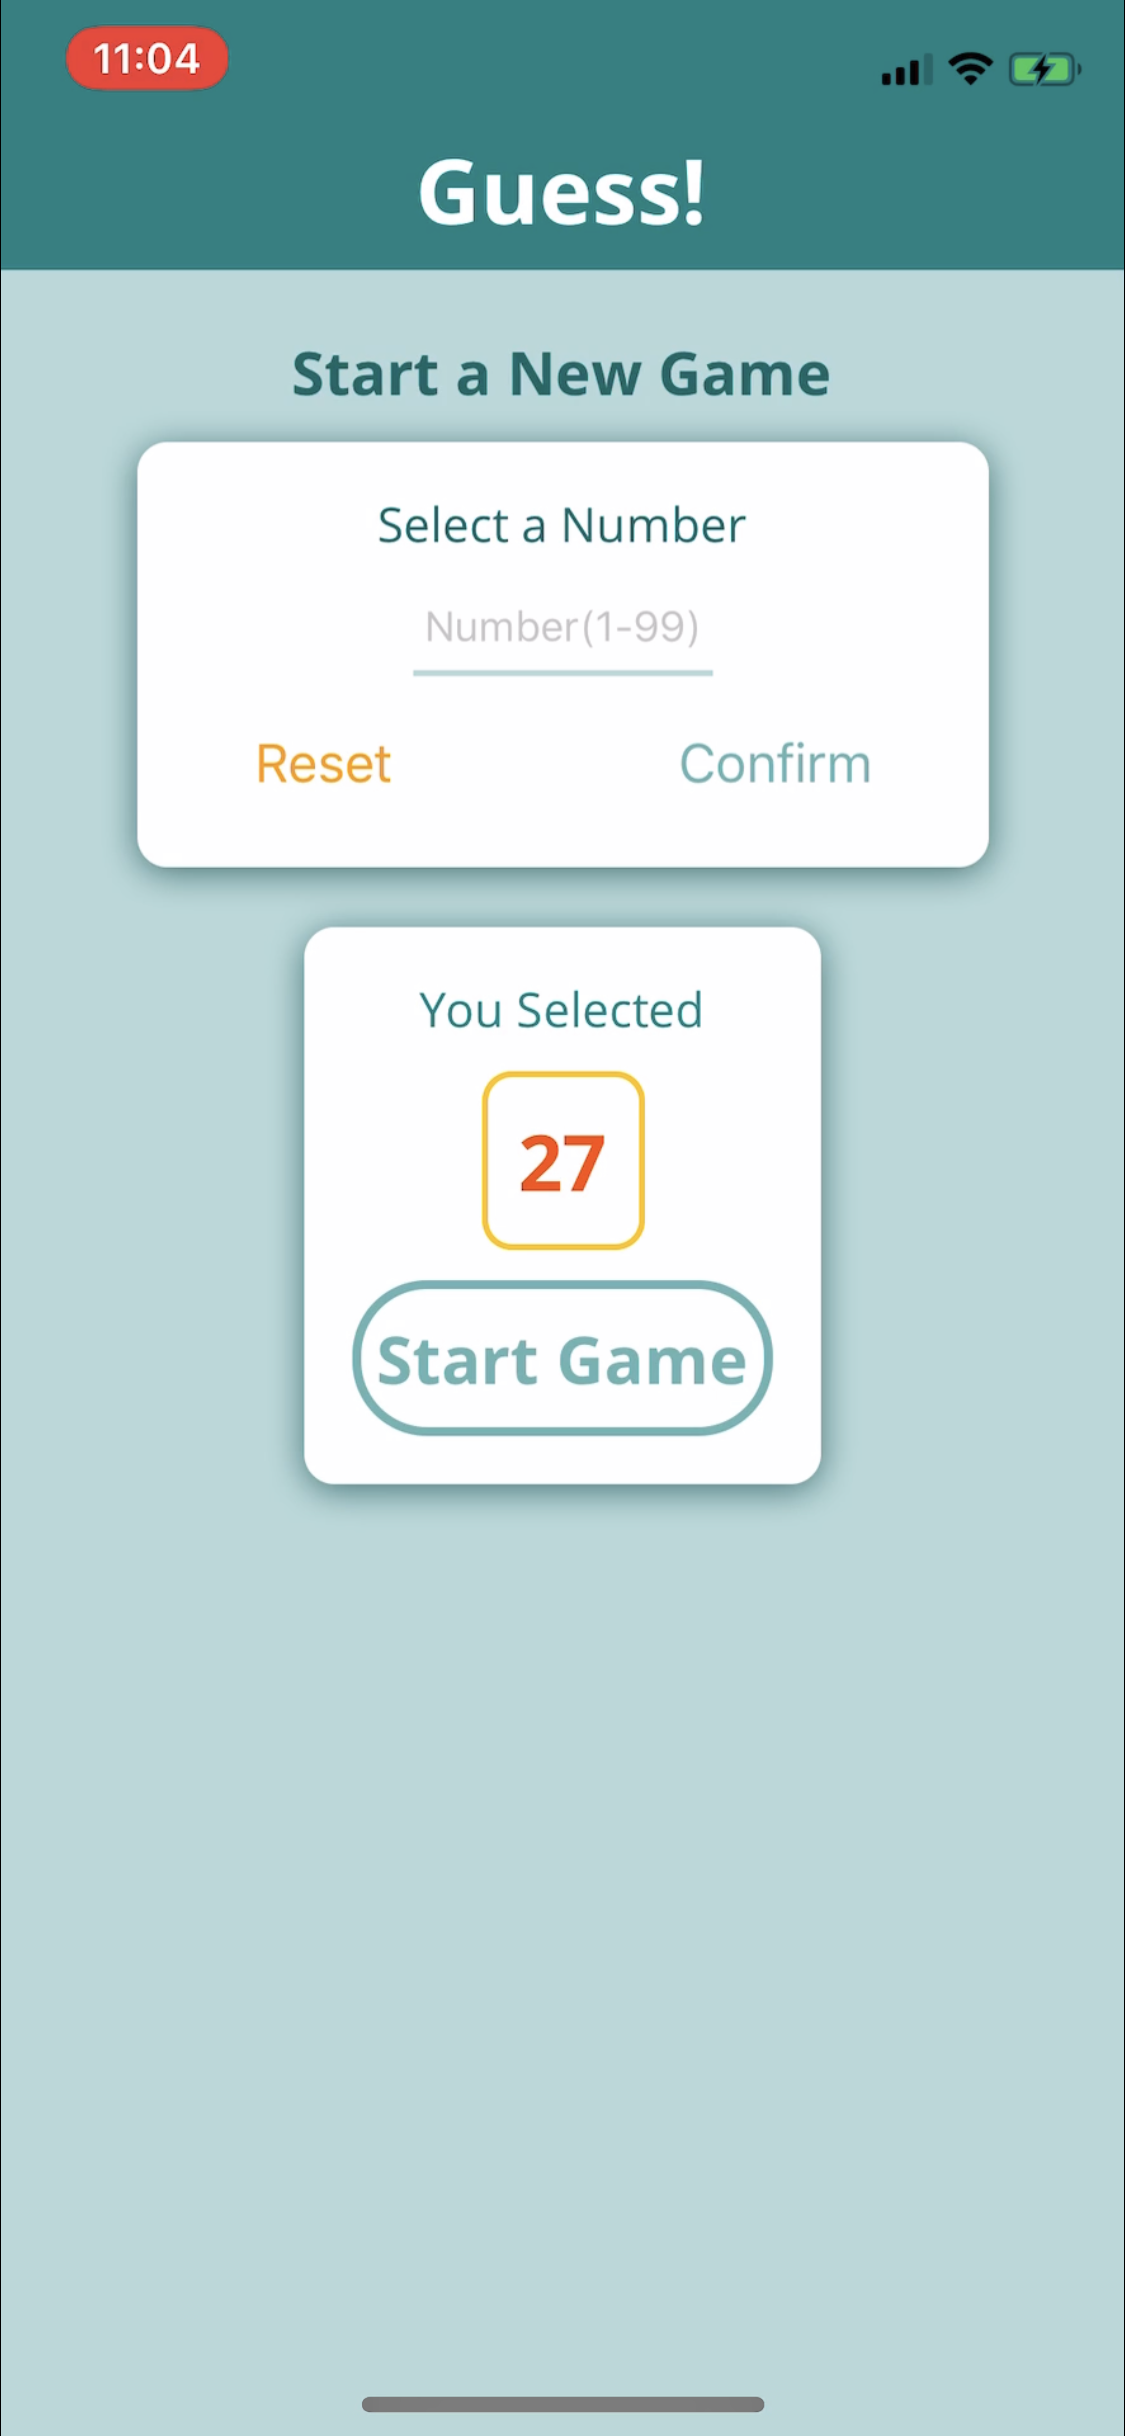 11:04
Guess!
Start a New Game
Select a Number
Number(1-99)
Reset Confirm
You Selected
27
Start Game